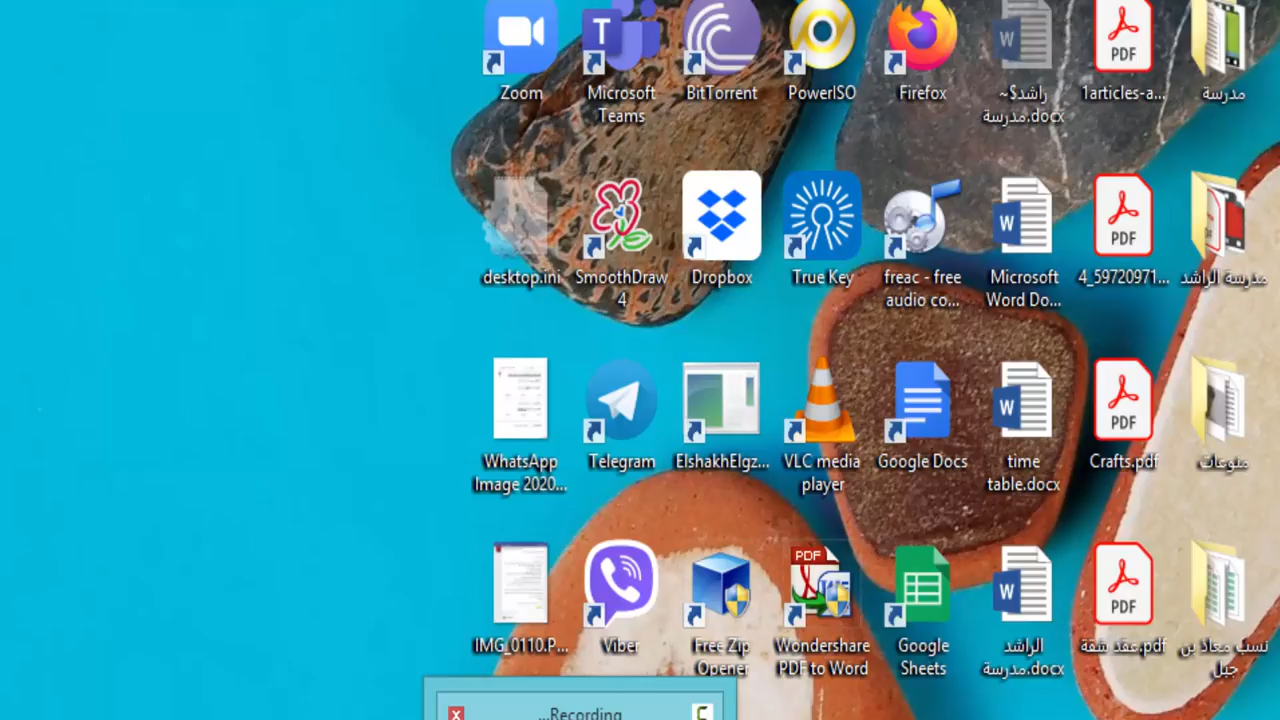 Zoom
Microsoft
Teams
BitTorrent
PowerISO
Firefox
~$راشد
مدرسة.docx
1articles-a...
مدرسة
desktop.ini
SmoothDraw
4
Dropbox
True Key
freac - free
audio co...
Microsoft
Word Do...
4_59720971...
مدرسة الراشد
WhatsApp
Image 2020...
Telegram
ElshakhElgz...
VLC media
player
Google Docs
time
table.docx
Crafts.pdf
منوعات
IMG_0110.P...
Viber
Free Zip
Opener
Wondershare
PDF to Word
Google
Sheets
الراشد
مدرسة.docx
عقد شقة.pdf
نسب معاذ بن
جبل
Recording...